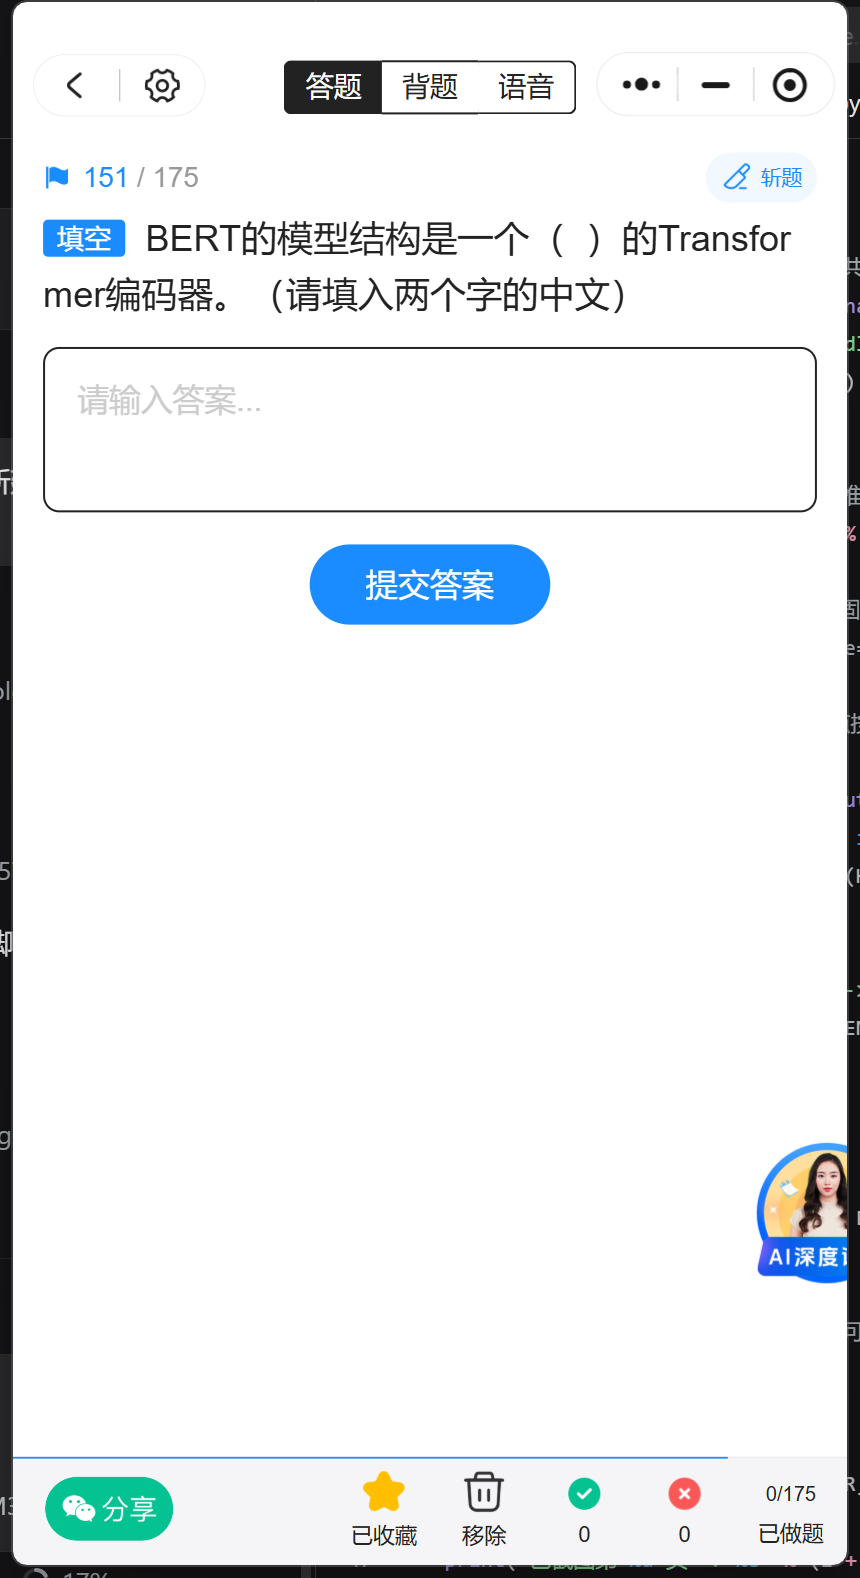 答题 背题 语音
151 / 175
斩题
填空 BERT的模型结构是一个（ ）的Transfor
mer编码器。（请填入两个字的中文）
请输入答案...
提交答案
AI深度
分享
已收藏
移除
0
0
0/175
已做题
17%